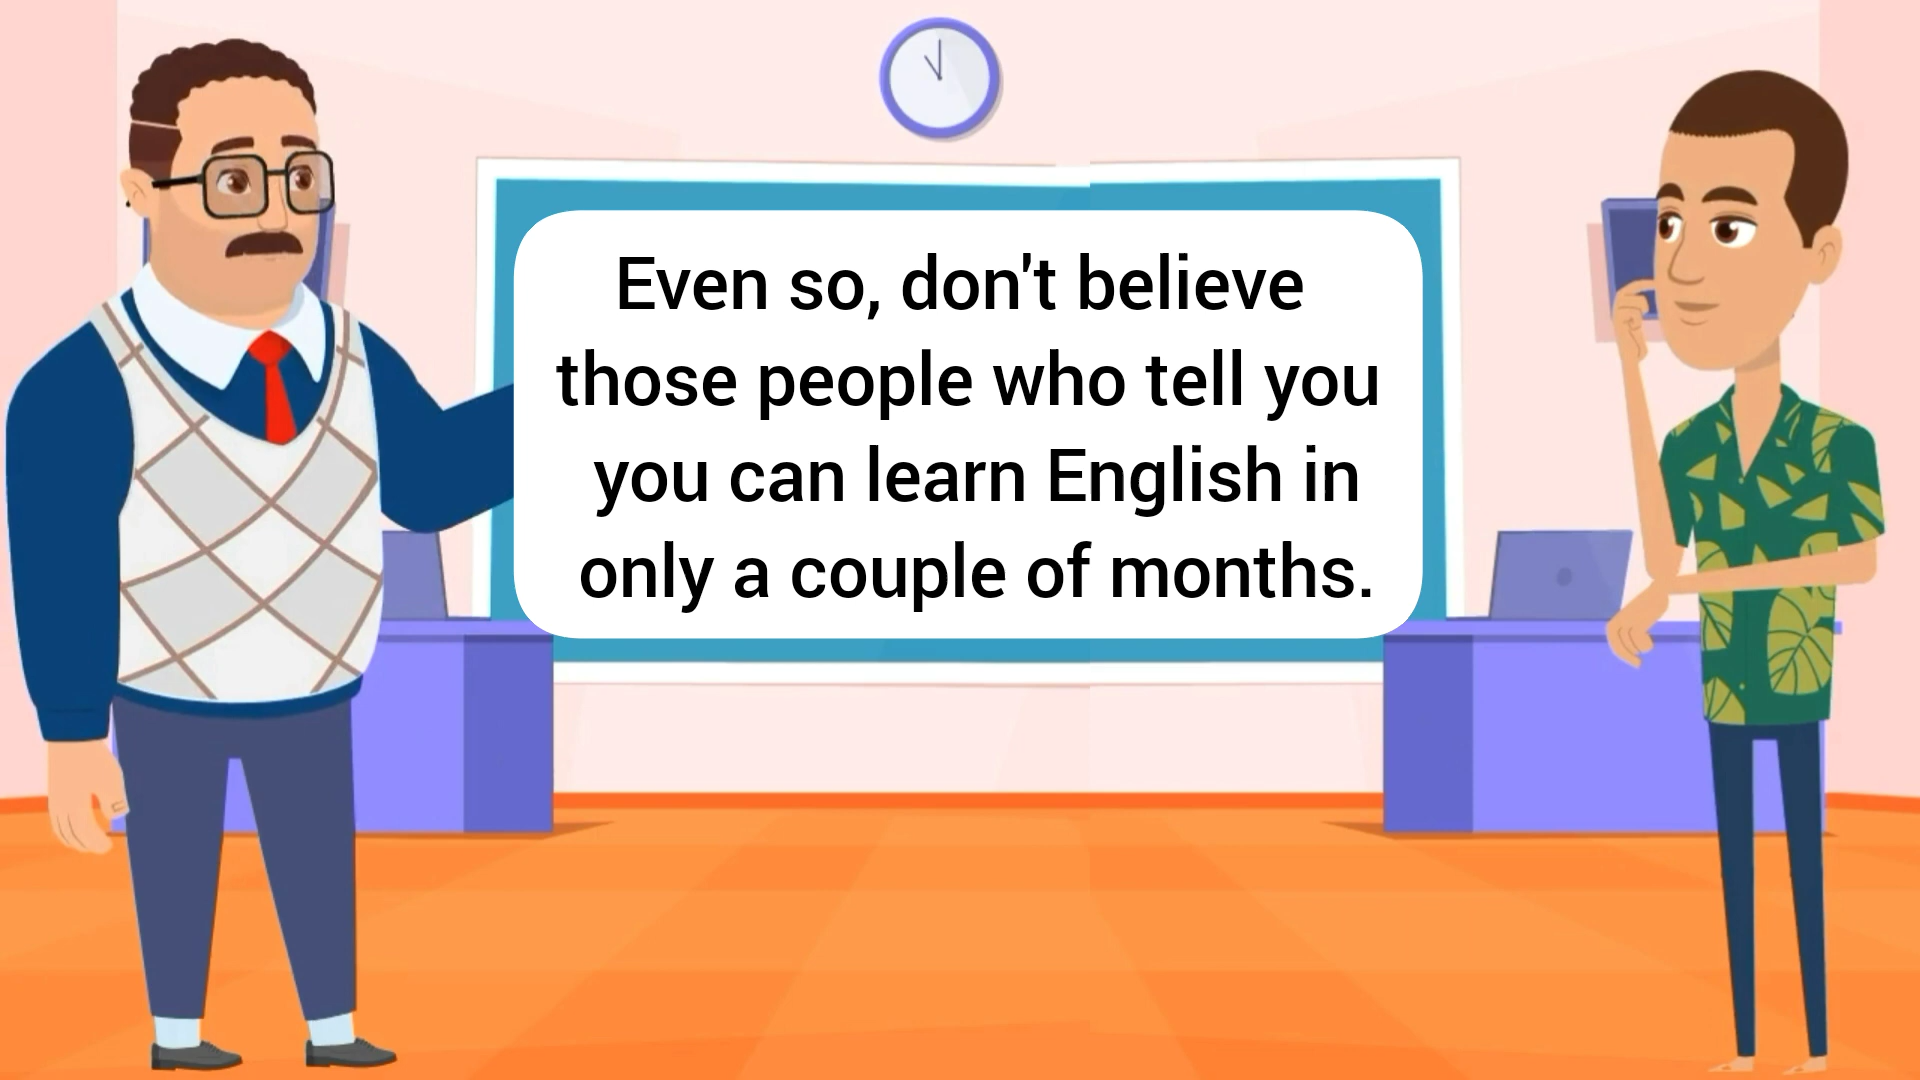 Even so, don't believe
those people who tell you
you can learn English in
only a couple of months.